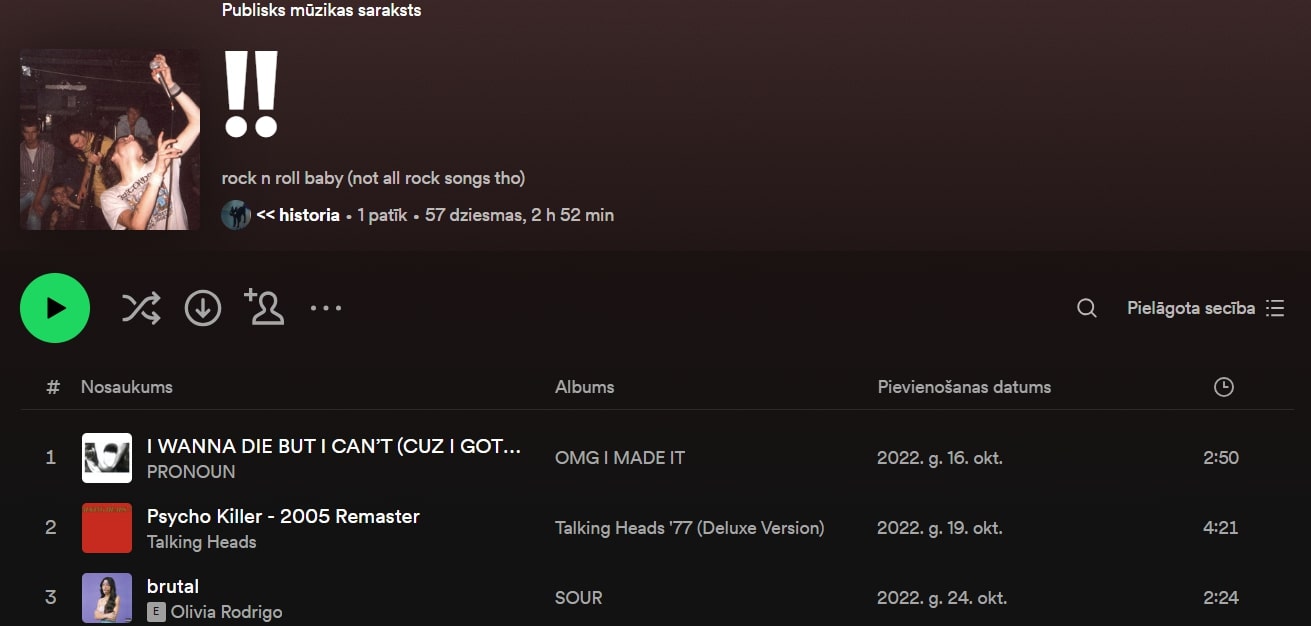 Publisks mūzikas saraksts
!!
rock n roll baby (not all rock songs tho)
<< historia • 1 patīk • 57 dziesmas, 2 h 52 min
Pielāgota secība
# Nosaukums Albums Pievienošanas datums
1 I WANNA DIE BUT I CAN’T (CUZ I GOT... OMG I MADE IT 2022. g. 16. okt. 2:50
PRONOUN
2 Psycho Killer - 2005 Remaster Talking Heads '77 (Deluxe Version) 2022. g. 19. okt. 4:21
Talking Heads
3 brutal SOUR 2022. g. 24. okt. 2:24
E Olivia Rodrigo